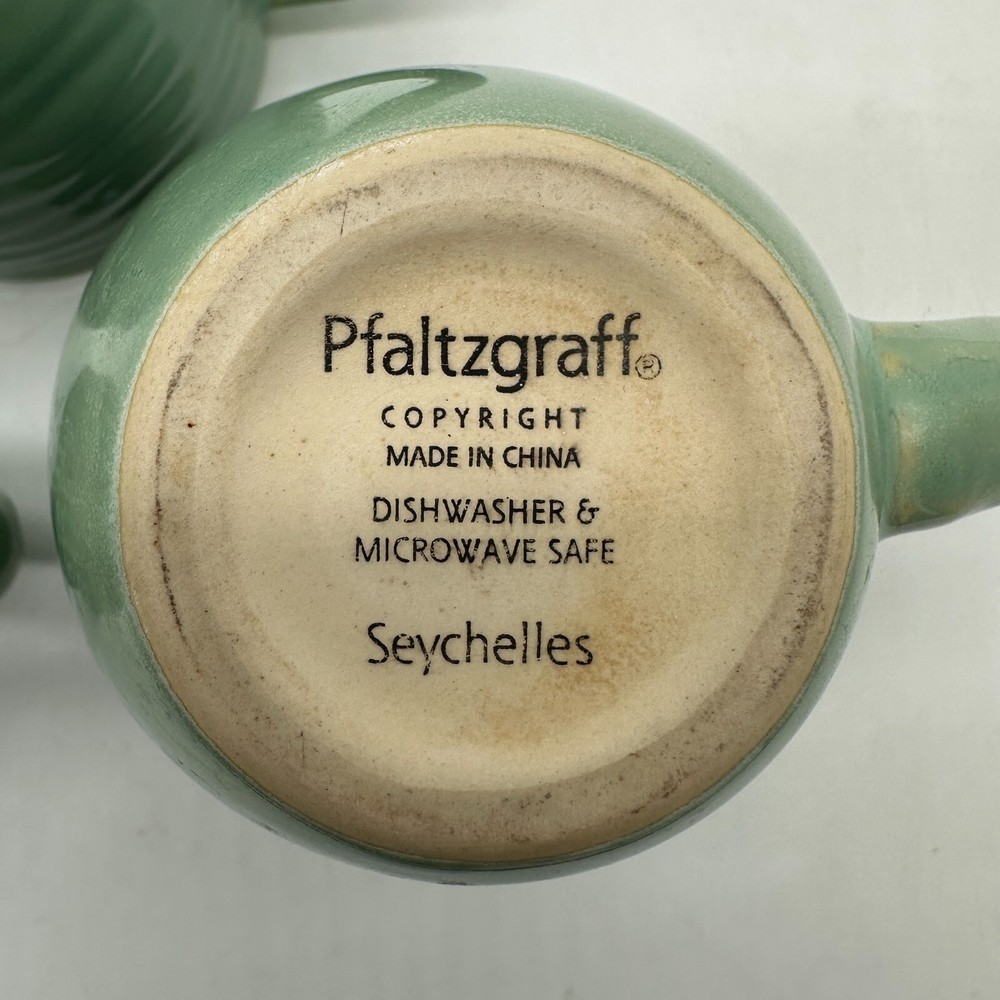 Pfaltzgraff®
COPYRIGHT
MADE IN CHINA
DISHWASHER &
MICROWAVE SAFE
Seychelles